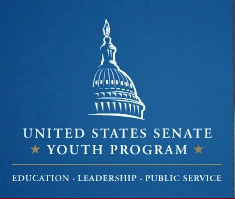 UNITED STATES SENATE
★ YOUTH PROGRAM ★
EDUCATION · LEADERSHIP · PUBLIC SERVICE